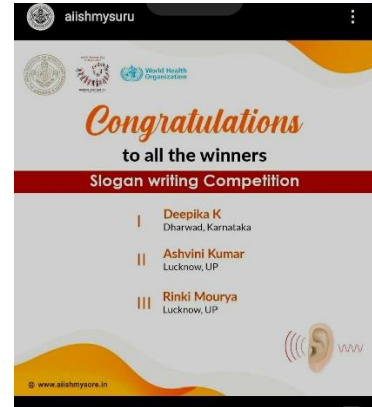 aiishmysuru
World Health
Organization
Congratulations
to all the winners
Slogan writing Competition
I Deepika K
Dharwad, Karnataka
II Ashvini Kumar
Lucknow, UP
III Rinki Mourya
Lucknow, UP
www.aiishmysore.in